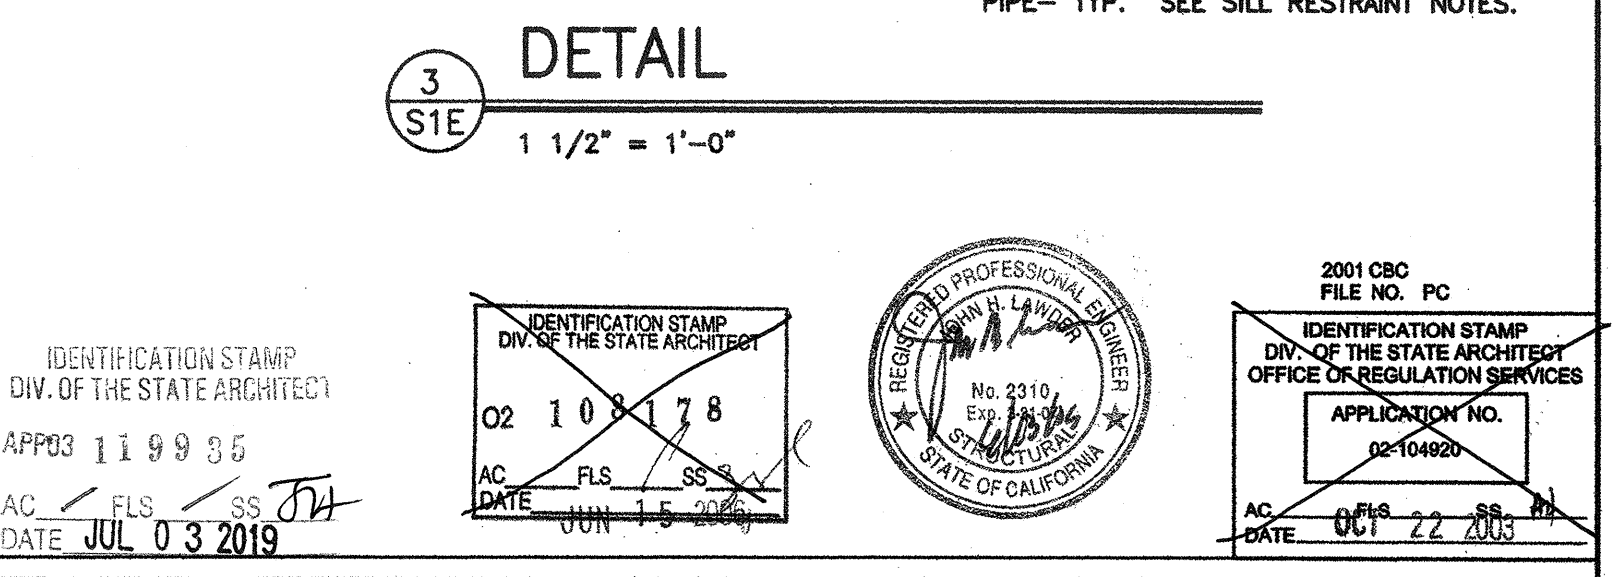 PIPE– TYP. SEE SILL RESTRAINT NOTES.
DETAIL
3
S1E
1 1/2" = 1'–0"
IDENTIFICATION STAMP
DIV. OF THE STATE ARCHITECT
APP03 119935
AC FLS SS
DATE JUL 03 2019
IDENTIFICATION STAMP
DIV. OF THE STATE ARCHITECT
02 108178
AC FLS SS
DATE JUN 15 2006
REGISTERED PROFESSIONAL ENGINEER
JOHN H. LAWDER
No. 2310
Exp.
STRUCTURAL
STATE OF CALIFORNIA
2001 CBC
FILE NO. PC
IDENTIFICATION STAMP
DIV. OF THE STATE ARCHITECT
OFFICE OF REGULATION SERVICES
APPLICATION NO.
02-104920
AC FLS SS
DATE OCT 22 2003